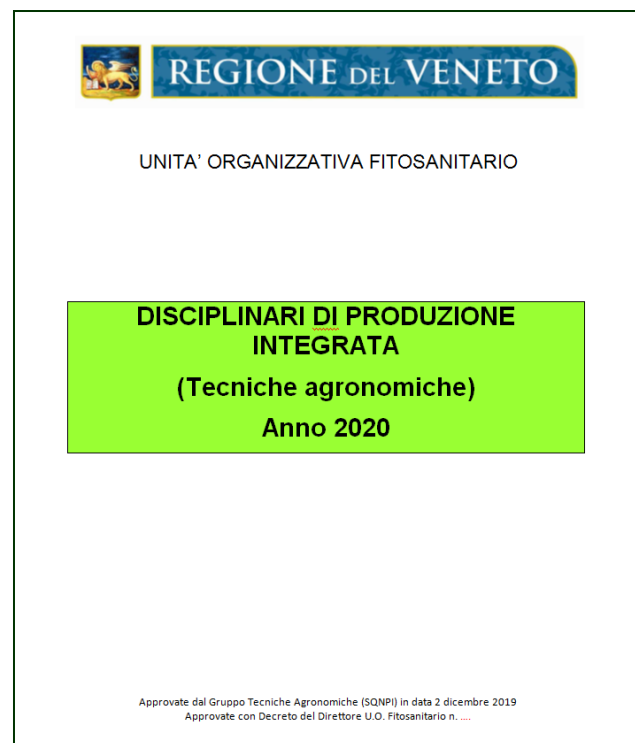 REGIONE DEL VENETO
UNITA' ORGANIZZATIVA FITOSANITARIO
DISCIPLINARI DI PRODUZIONE
INTEGRATA
(Tecniche agronomiche)
Anno 2020
Approvate dal Gruppo Tecniche Agronomiche (SQNPI) in data 2 dicembre 2019
Approvate con Decreto del Direttore U.O. Fitosanitario n. ....